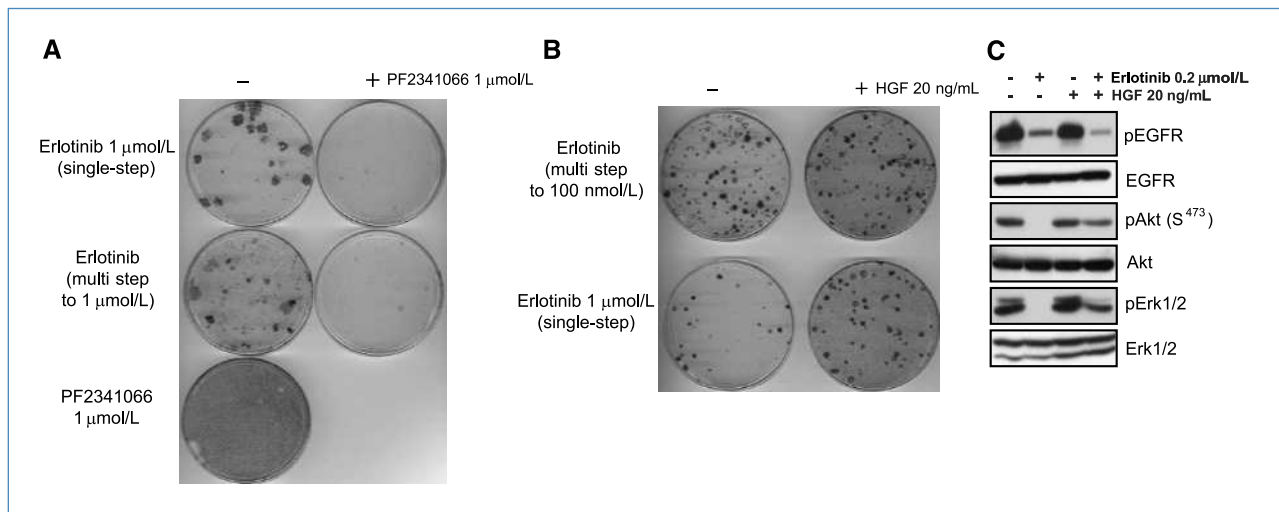 A
− + PF2341066 1 μmol/L
Erlotinib 1 μmol/L
(single-step)
Erlotinib
(multi step
to 1 μmol/L)
PF2341066
1 μmol/L
B
− + HGF 20 ng/mL
Erlotinib
(multi step
to 100 nmol/L)
Erlotinib 1 μmol/L
(single-step)
C
- + - + Erlotinib 0.2 μmol/L
- - + + HGF 20 ng/mL
pEGFR
EGFR
pAkt (S473)
Akt
pErk1/2
Erk1/2